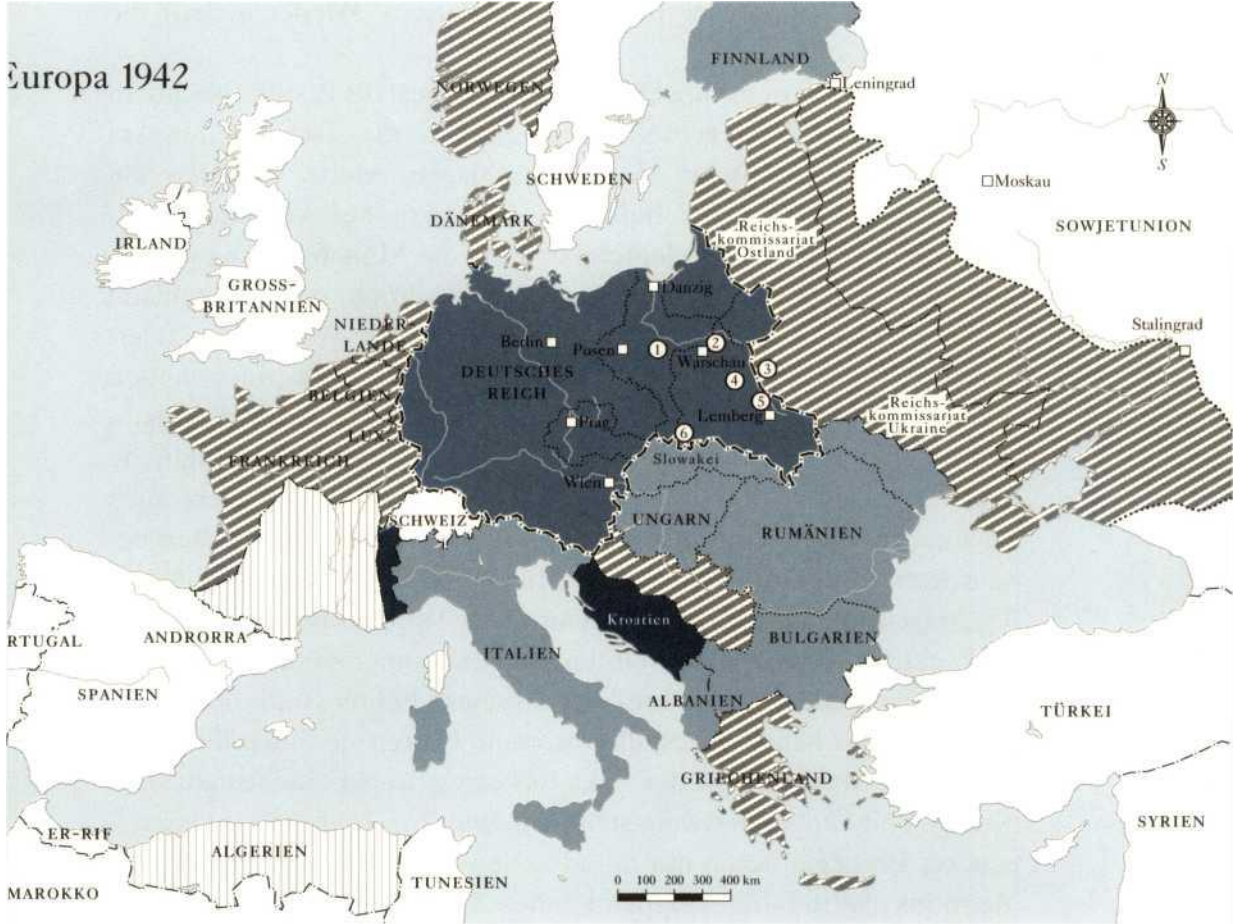 Europa 1942
FINNLAND
Leningrad
NORWEGEN
N
S
SCHWEDEN
Moskau
SOWJETUNION
DÄNEMARK
Reichs-
kommissariat
Ostland
IRLAND
GROSS-
BRITANNIEN
Danzig
NIEDER-
LANDE
Berlin
Posen
1
2
Warschau
Stalingrad
DEUTSCHES
REICH
3
4
BELGIEN
5
Lemberg
Reichs-
kommissariat
Ukraine
Prag
LUX.
6
FRANKREICH
Slowakei
Wien
SCHWEIZ
UNGARN
RUMÄNIEN
Kroatien
RTUGAL
ANDRORRA
BULGARIEN
ITALIEN
SPANIEN
ALBANIEN
TÜRKEI
GRIECHENLAND
SYRIEN
ER-RIF
ALGERIEN
TUNESIEN
MAROKKO
0 100 200 300 400 km